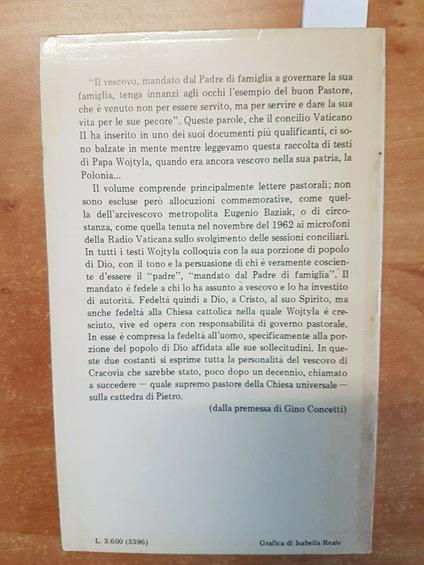 “Il vescovo, mandato dal Padre di famiglia a governare la sua
famiglia, tenga innanzi agli occhi l'esempio del buon Pastore,
che è venuto non per essere servito, ma per servire e dare la sua
vita per le sue pecore”. Queste parole, che il concilio Vaticano
II ha inserito in uno dei suoi documenti più qualificanti, ci so-
no balzate in mente mentre leggevamo questa raccolta di testi
di Papa Wojtyla, quando era ancora vescovo nella sua patria, la
Polonia...
Il volume comprende principalmente lettere pastorali; non
sono escluse però allocuzioni commemorative, come quel-
la dell'arcivescovo metropolita Eugenio Baziak, o di circo-
stanza, come quella tenuta nel novembre del 1962 ai microfoni
della Radio Vaticana sullo svolgimento delle sessioni conciliari.
In tutti i testi Wojtyla colloquia con la sua porzione di popolo
di Dio, con il tono e la persuasione di chi è veramente coscien-
te d'essere il “padre”, “mandato dal Padre di famiglia”. Il
mandato è fedele a chi lo ha assunto a vescovo e lo ha investito
di autorità. Fedeltà quindi a Dio, a Cristo, al suo Spirito, ma
anche fedeltà alla Chiesa cattolica nella quale Wojtyla è cre-
sciuto, vive ed opera con responsabilità di governo pastorale.
In esse è compresa la fedeltà all'uomo, specificamente alla por-
zione del popolo di Dio affidata alle sue sollecitudini. In que-
ste due costanti si esprime tutta la personalità del vescovo di
Cracovia che sarebbe stato, poco dopo un decennio, chiamato
a succedere — quale supremo pastore della Chiesa universale —
sulla cattedra di Pietro.
(dalla premessa di Gino Concetti)
L. 3.600 (3396)
Grafica di Isabella Reale